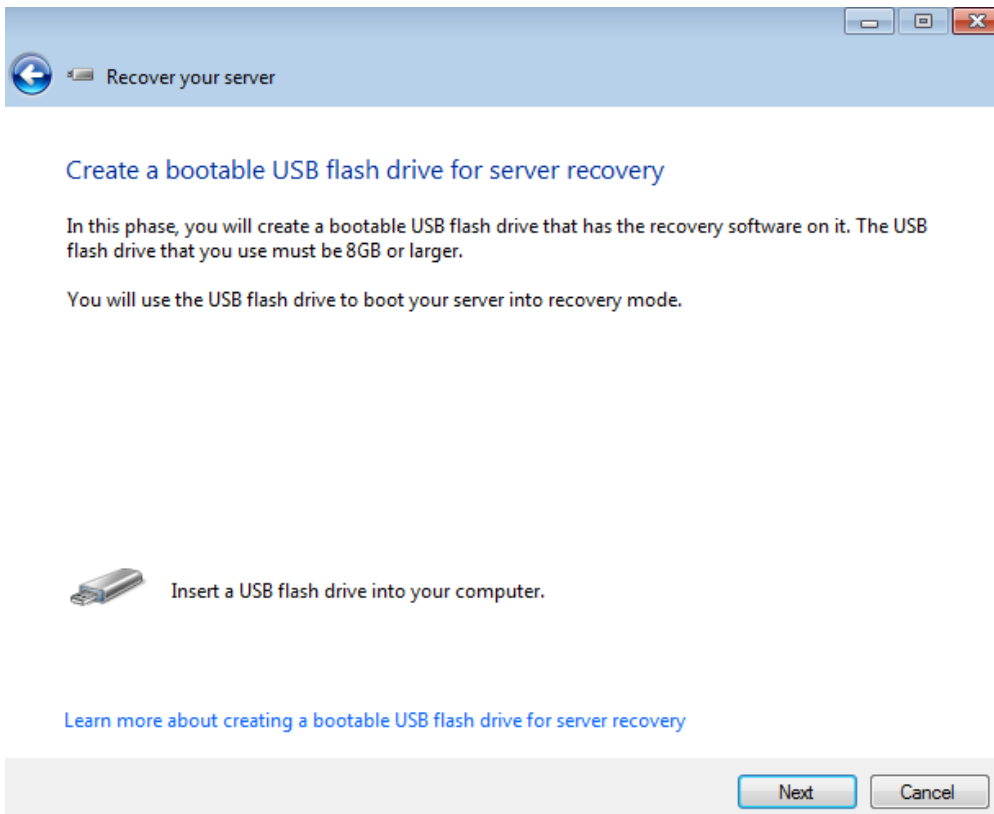 Recover your server
Create a bootable USB flash drive for server recovery
In this phase, you will create a bootable USB flash drive that has the recovery software on it. The USB
flash drive that you use must be 8GB or larger.
You will use the USB flash drive to boot your server into recovery mode.
Insert a USB flash drive into your computer.
Learn more about creating a bootable USB flash drive for server recovery
Next Cancel